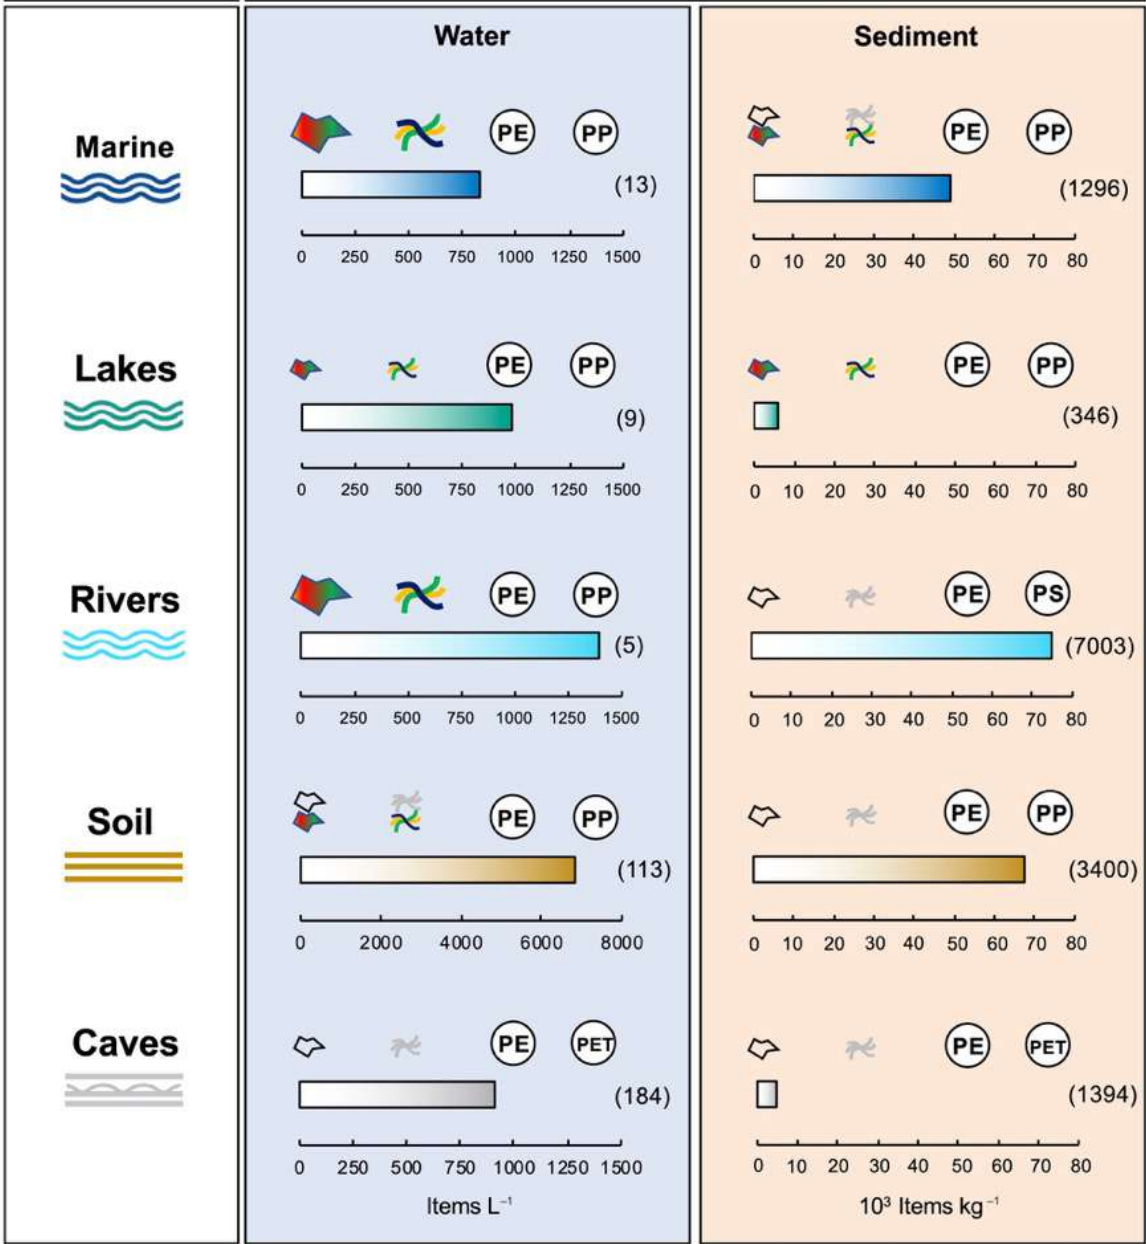 Water
Sediment
Marine
PE PP
(13)
0 250 500 750 1000 1250 1500
PE PP
(1296)
0 10 20 30 40 50 60 70 80
Lakes
PE PP
(9)
0 250 500 750 1000 1250 1500
PE PP
(346)
0 10 20 30 40 50 60 70 80
Rivers
PE PP
(5)
0 250 500 750 1000 1250 1500
PE PS
(7003)
0 10 20 30 40 50 60 70 80
Soil
PE PP
(113)
0 2000 4000 6000 8000
PE PP
(3400)
0 10 20 30 40 50 60 70 80
Caves
PE PET
(184)
0 250 500 750 1000 1250 1500
Items L⁻¹
PE PET
(1394)
0 10 20 30 40 50 60 70 80
10³ Items kg⁻¹